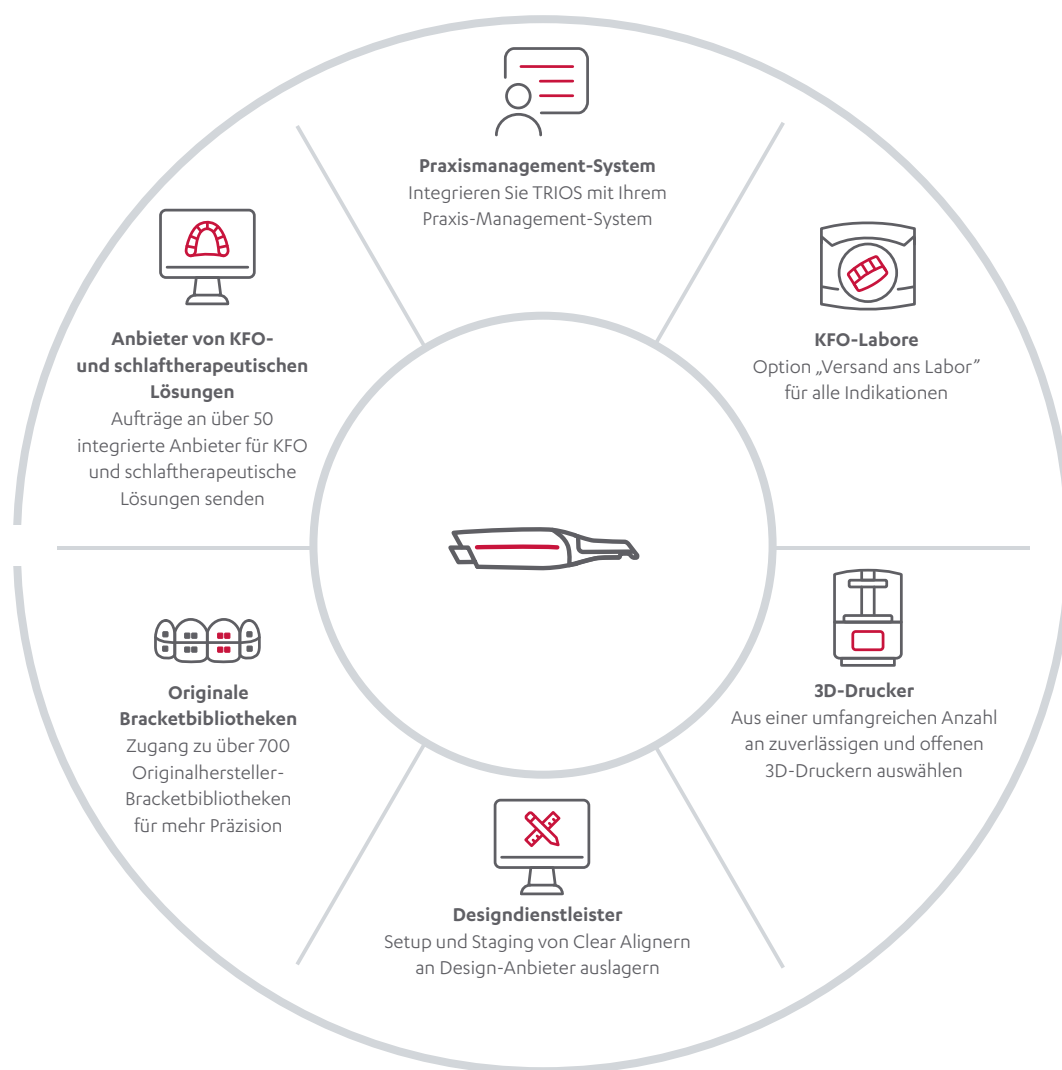 Praxismanagement-System
Integrieren Sie TRIOS mit Ihrem
Praxis-Management-System
KFO-Labore
Option „Versand ans Labor”
für alle Indikationen
3D-Drucker
Aus einer umfangreichen Anzahl
an zuverlässigen und offenen
3D-Druckern auswählen
Designdienstleister
Setup und Staging von Clear Alignern
an Design-Anbieter auslagern
Originale
Bracketbibliotheken
Zugang zu über 700
Originalhersteller-
Bracketbibliotheken
für mehr Präzision
Anbieter von KFO-
und schlaftherapeutischen
Lösungen
Aufträge an über 50
integrierte Anbieter für KFO
und schlaftherapeutische
Lösungen senden